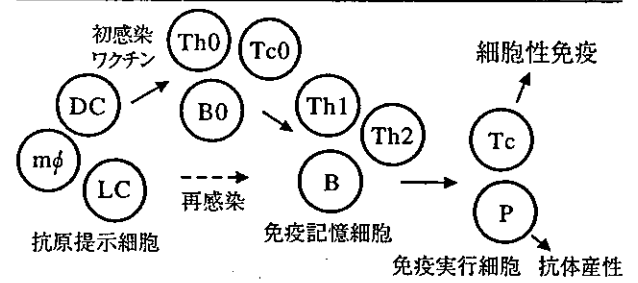 初感染
ワクチン
Th0
Tc0
細胞性免疫
DC
B0
Th1
Th2
Tc
mφ
LC
B
P
再感染
抗原提示細胞
免疫記憶細胞
免疫実行細胞 抗体産性